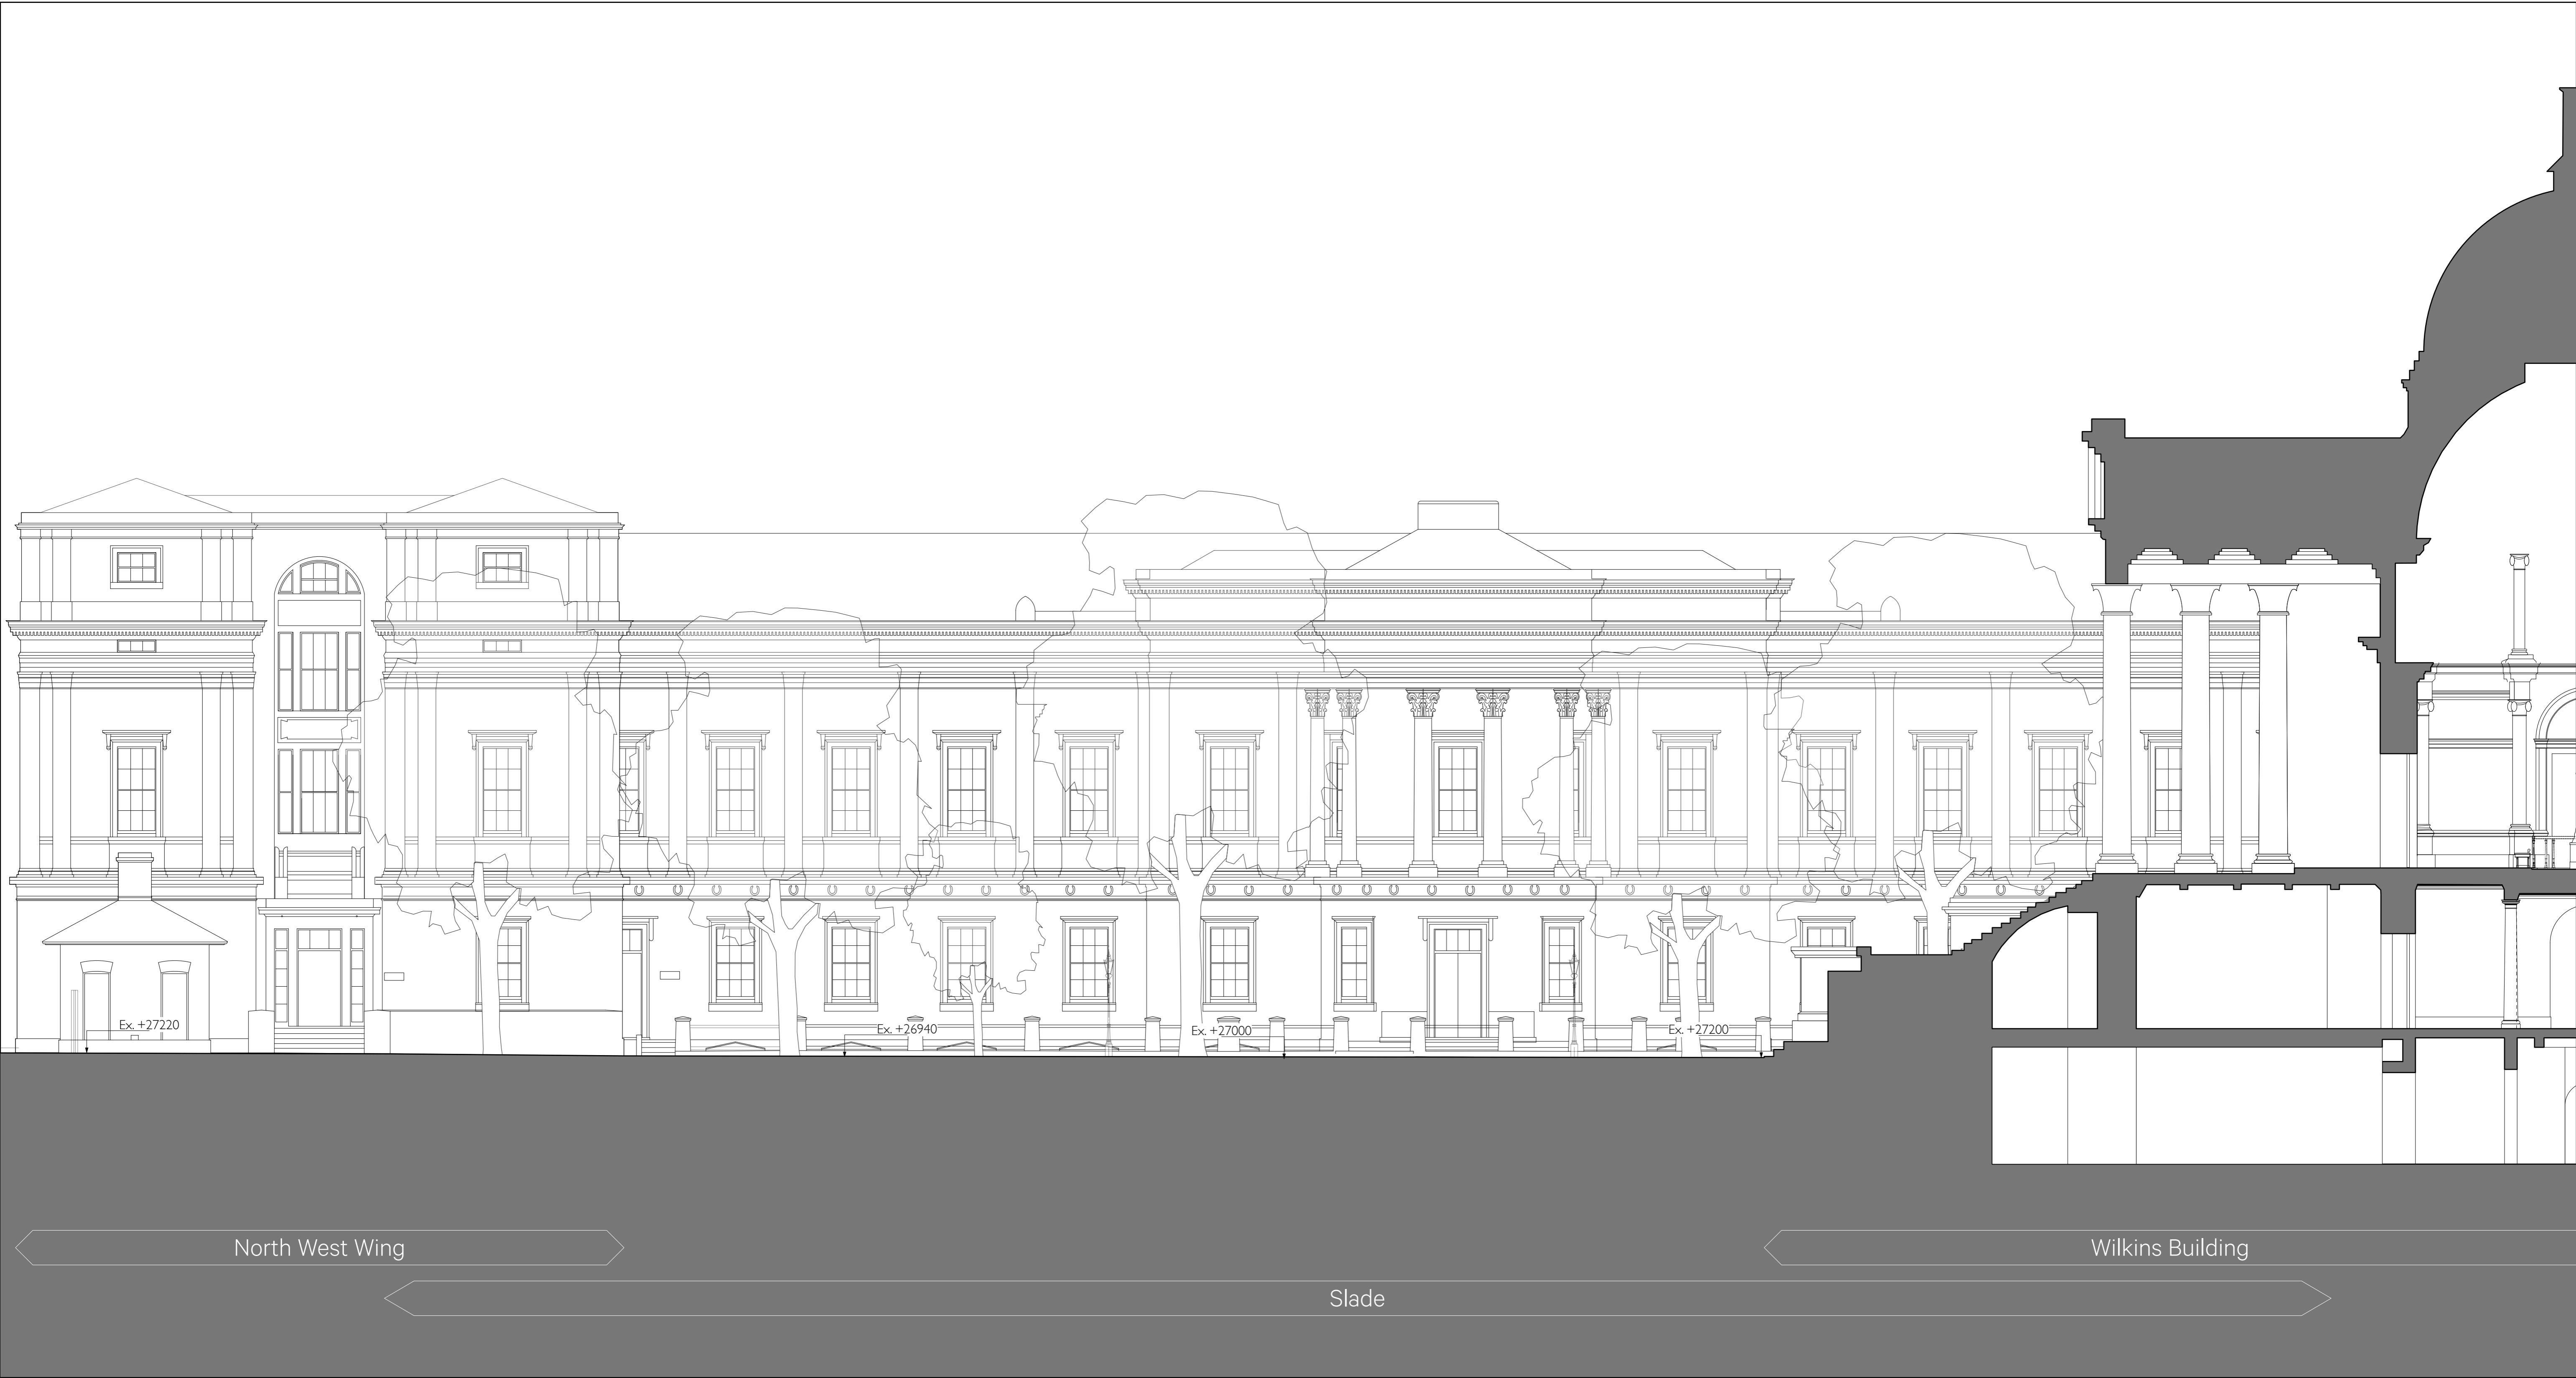 Ex. +27220
Ex. +26940
Ex. +27000
Ex. +27200
North West Wing
Wilkins Building
Slade